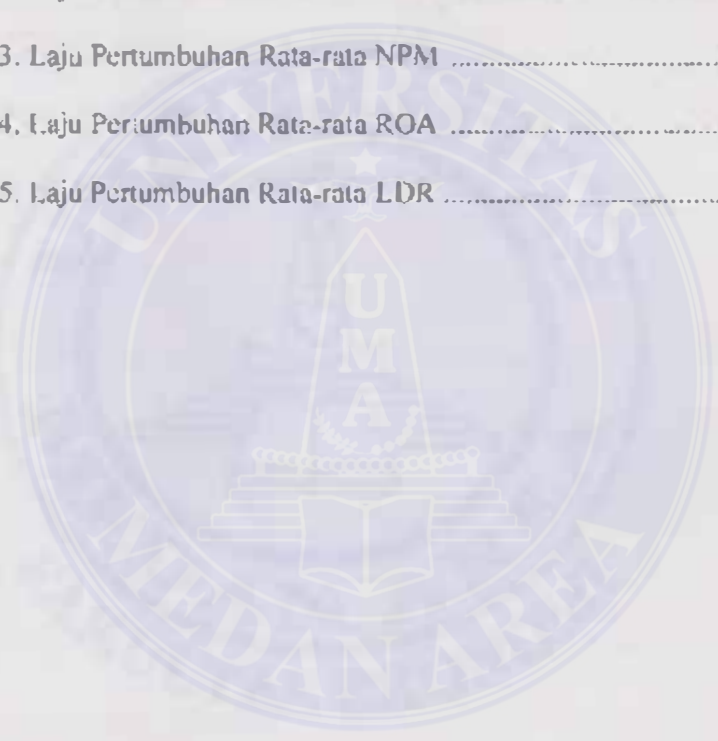 3. Laju Pertumbuhan Rata-rata NPM ..............................
4. Laju Pertumbuhan Rata-rata ROA ..............................
5. Laju Pertumbuhan Rata-rata LDR ..............................
UNIVERSITAS
UMA
MEDAN AREA